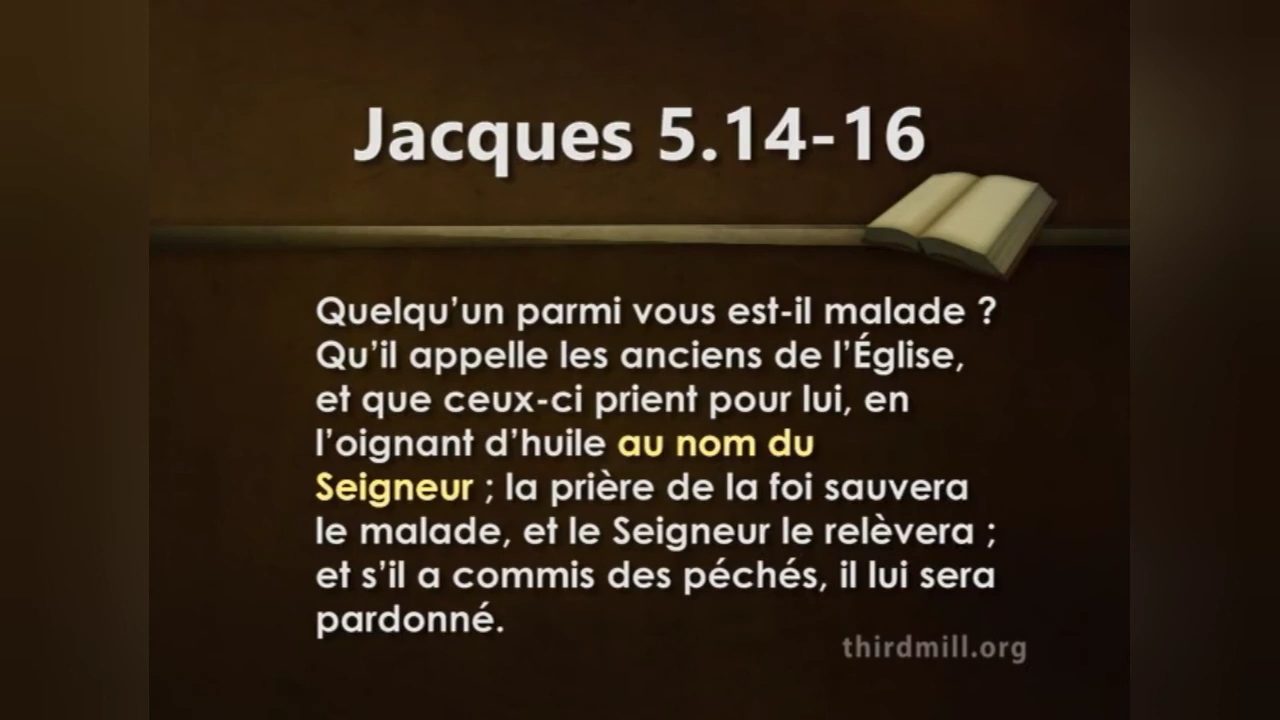 Jacques 5.14-16
Quelqu’un parmi vous est-il malade ?
Qu’il appelle les anciens de l’Église,
et que ceux-ci prient pour lui, en
l’oignant d’huile au nom du
Seigneur ; la prière de la foi sauvera
le malade, et le Seigneur le relèvera ;
et s’il a commis des péchés, il lui sera
pardonné.
thirdmill.org